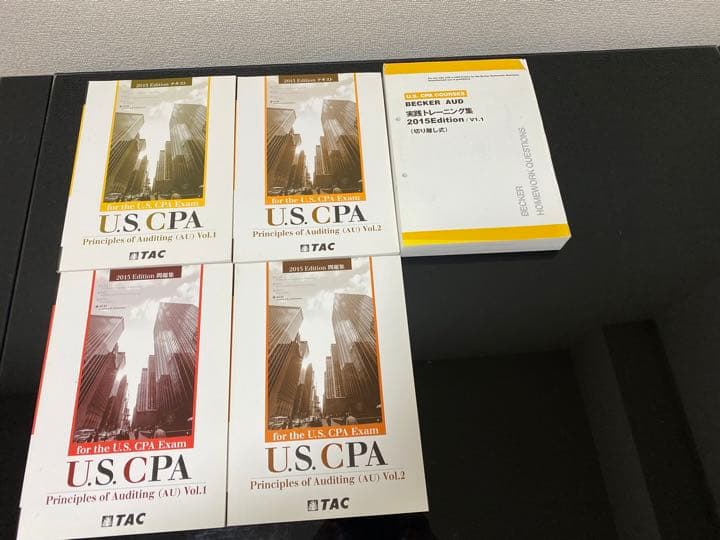 2015 Edition テキスト
for the U.S. CPA Exam
U.S. CPA
Principles of Auditing (AU) Vol.1
TAC
2015 Edition テキスト
for the U.S. CPA Exam
U.S. CPA
Principles of Auditing (AU) Vol.2
TAC
U.S. CPA COURSES
BECKER AUD
実践トレーニング集
2015Edition / V1.1
(切り離し式)
BECKER
HOMEWORK QUESTIONS
2015 Edition 問題集
for the U.S. CPA Exam
U.S. CPA
Principles of Auditing (AU) Vol.1
TAC
2015 Edition 問題集
for the U.S. CPA Exam
U.S. CPA
Principles of Auditing (AU) Vol.2
TAC